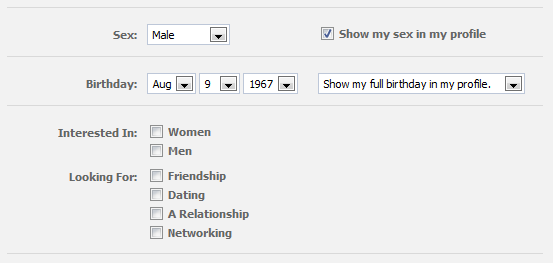 Sex: Male Show my sex in my profile
Birthday: Aug 9 1967 Show my full birthday in my profile.
Interested In: Women
Men
Looking For: Friendship
Dating
A Relationship
Networking